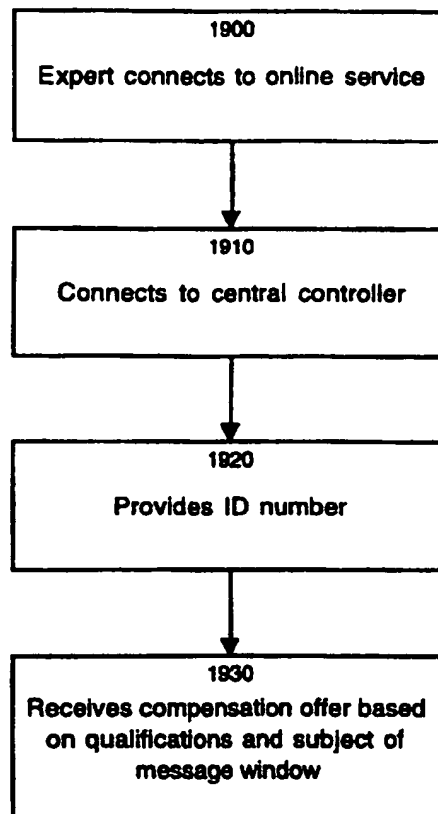 1900
Expert connects to online service
1910
Connects to central controller
1920
Provides ID number
1930
Receives compensation offer based
on qualifications and subject of
message window